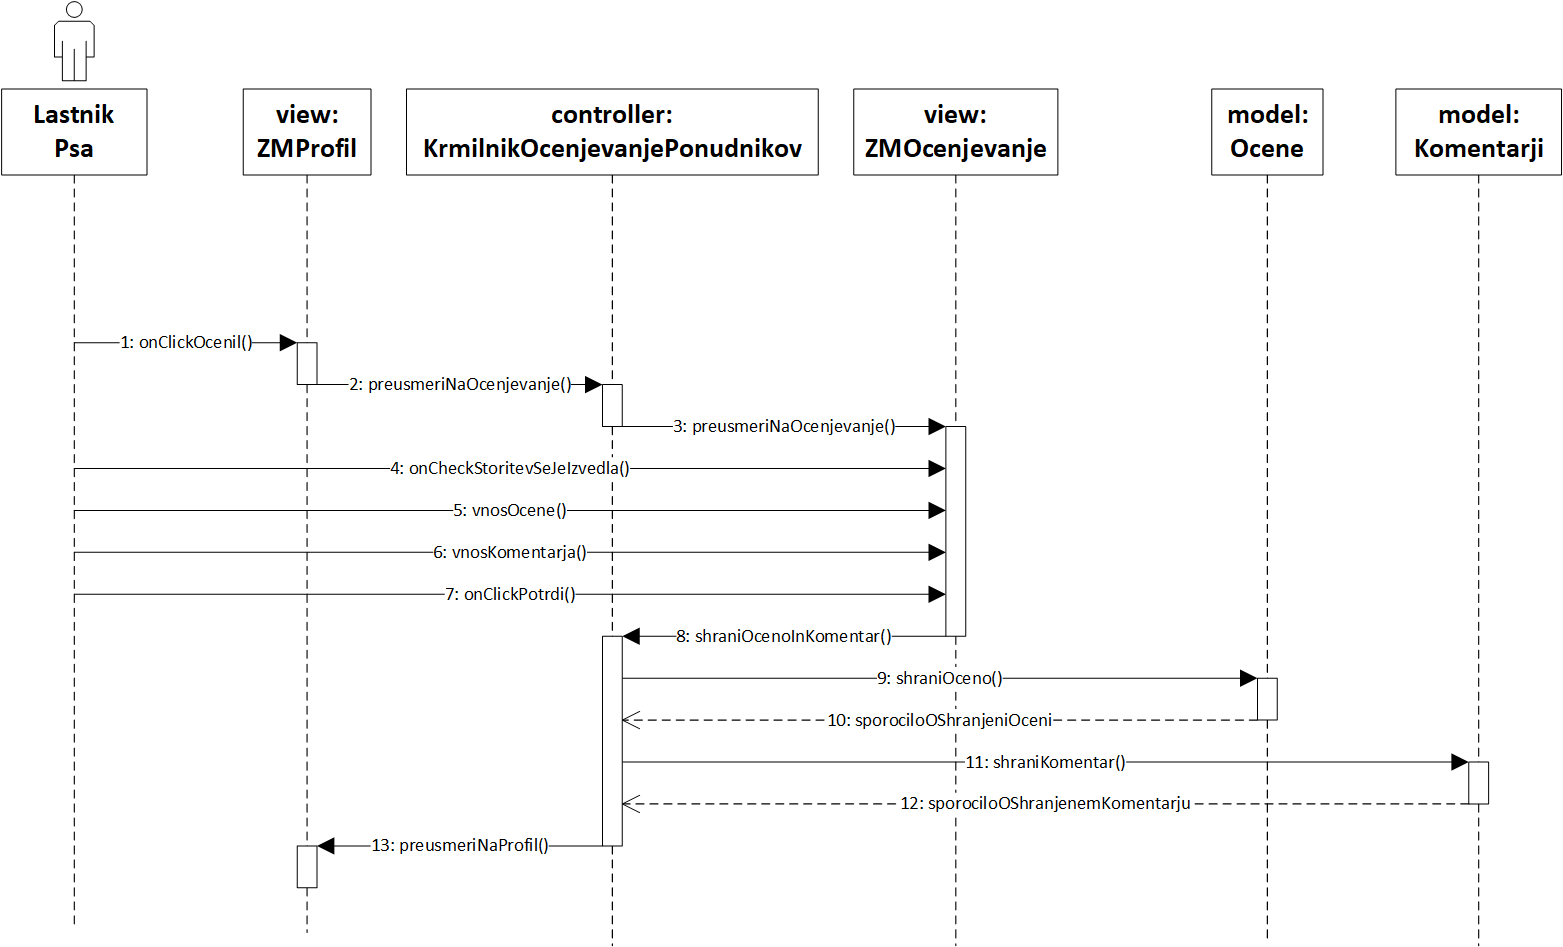 Lastnik
Psa
view:
ZMProfil
controller:
KrmilnikOcenjevanjePonudnikov
view:
ZMOcenjevanje
model:
Ocene
model:
Komentarji
1: onClickOcenil()
2: preusmeriNaOcenjevanje()
3: preusmeriNaOcenjevanje()
4: onCheckStoritevSeJeIzvedla()
5: vnosOcene()
6: vnosKomentarja()
7: onClickPotrdi()
8: shraniOcenoInKomentar()
9: shraniOceno()
10: sporociloOShranjeniOceni
11: shraniKomentar()
12: sporociloOShranjenemKomentarju
13: preusmeriNaProfil()